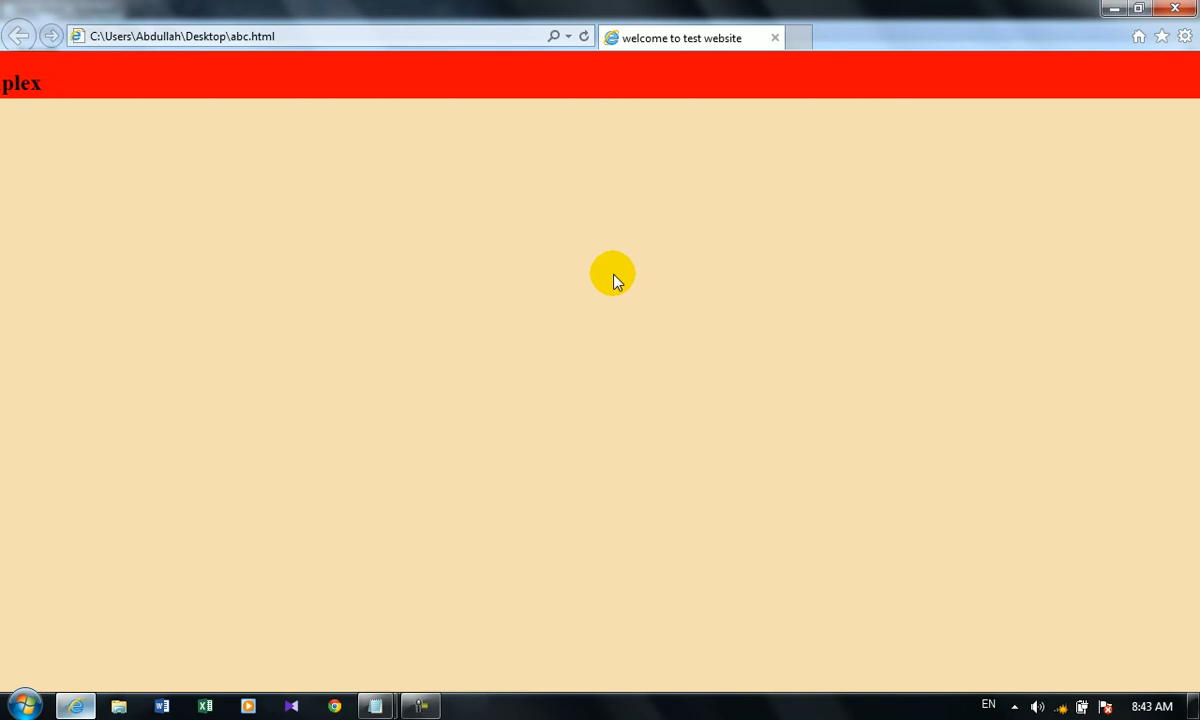 C:\Users\Abdullah\Desktop\abc.html
welcome to test website
plex
EN
8:43 AM